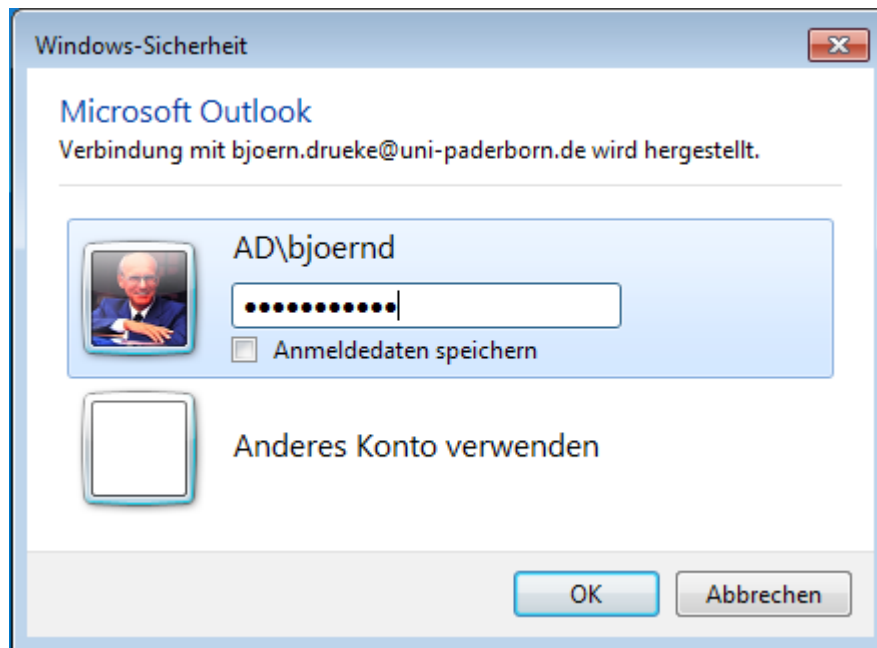 Windows-Sicherheit
Microsoft Outlook
Verbindung mit bjoern.drueke@uni-paderborn.de wird hergestellt.
AD\bjoernd
●●●●●●●●●●●
Anmeldedaten speichern
Anderes Konto verwenden
OK
Abbrechen